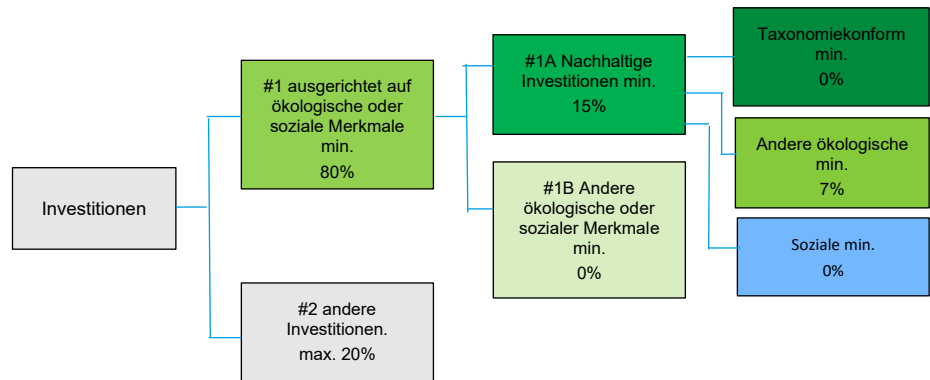 Investitionen
#1 ausgerichtet auf
ökologische oder
soziale Merkmale
min.
80%
#2 andere
Investitionen.
max. 20%
#1A Nachhaltige
Investitionen min.
15%
#1B Andere
ökologische oder
sozialer Merkmale
min.
0%
Taxonomiekonform
min.
0%
Andere ökologische
min.
7%
Soziale min.
0%